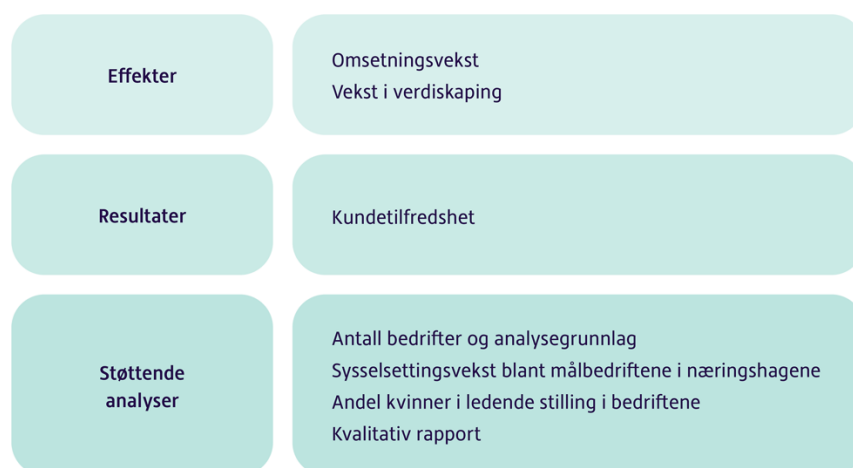 Effekter
Omsetningsvekst
Vekst i verdiskaping
Resultater
Kundetilfredshet
Støttende
analyser
Antall bedrifter og analysegrunnlag
Sysselsettingsvekst blant målbedriftene i næringshagene
Andel kvinner i ledende stilling i bedriftene
Kvalitativ rapport